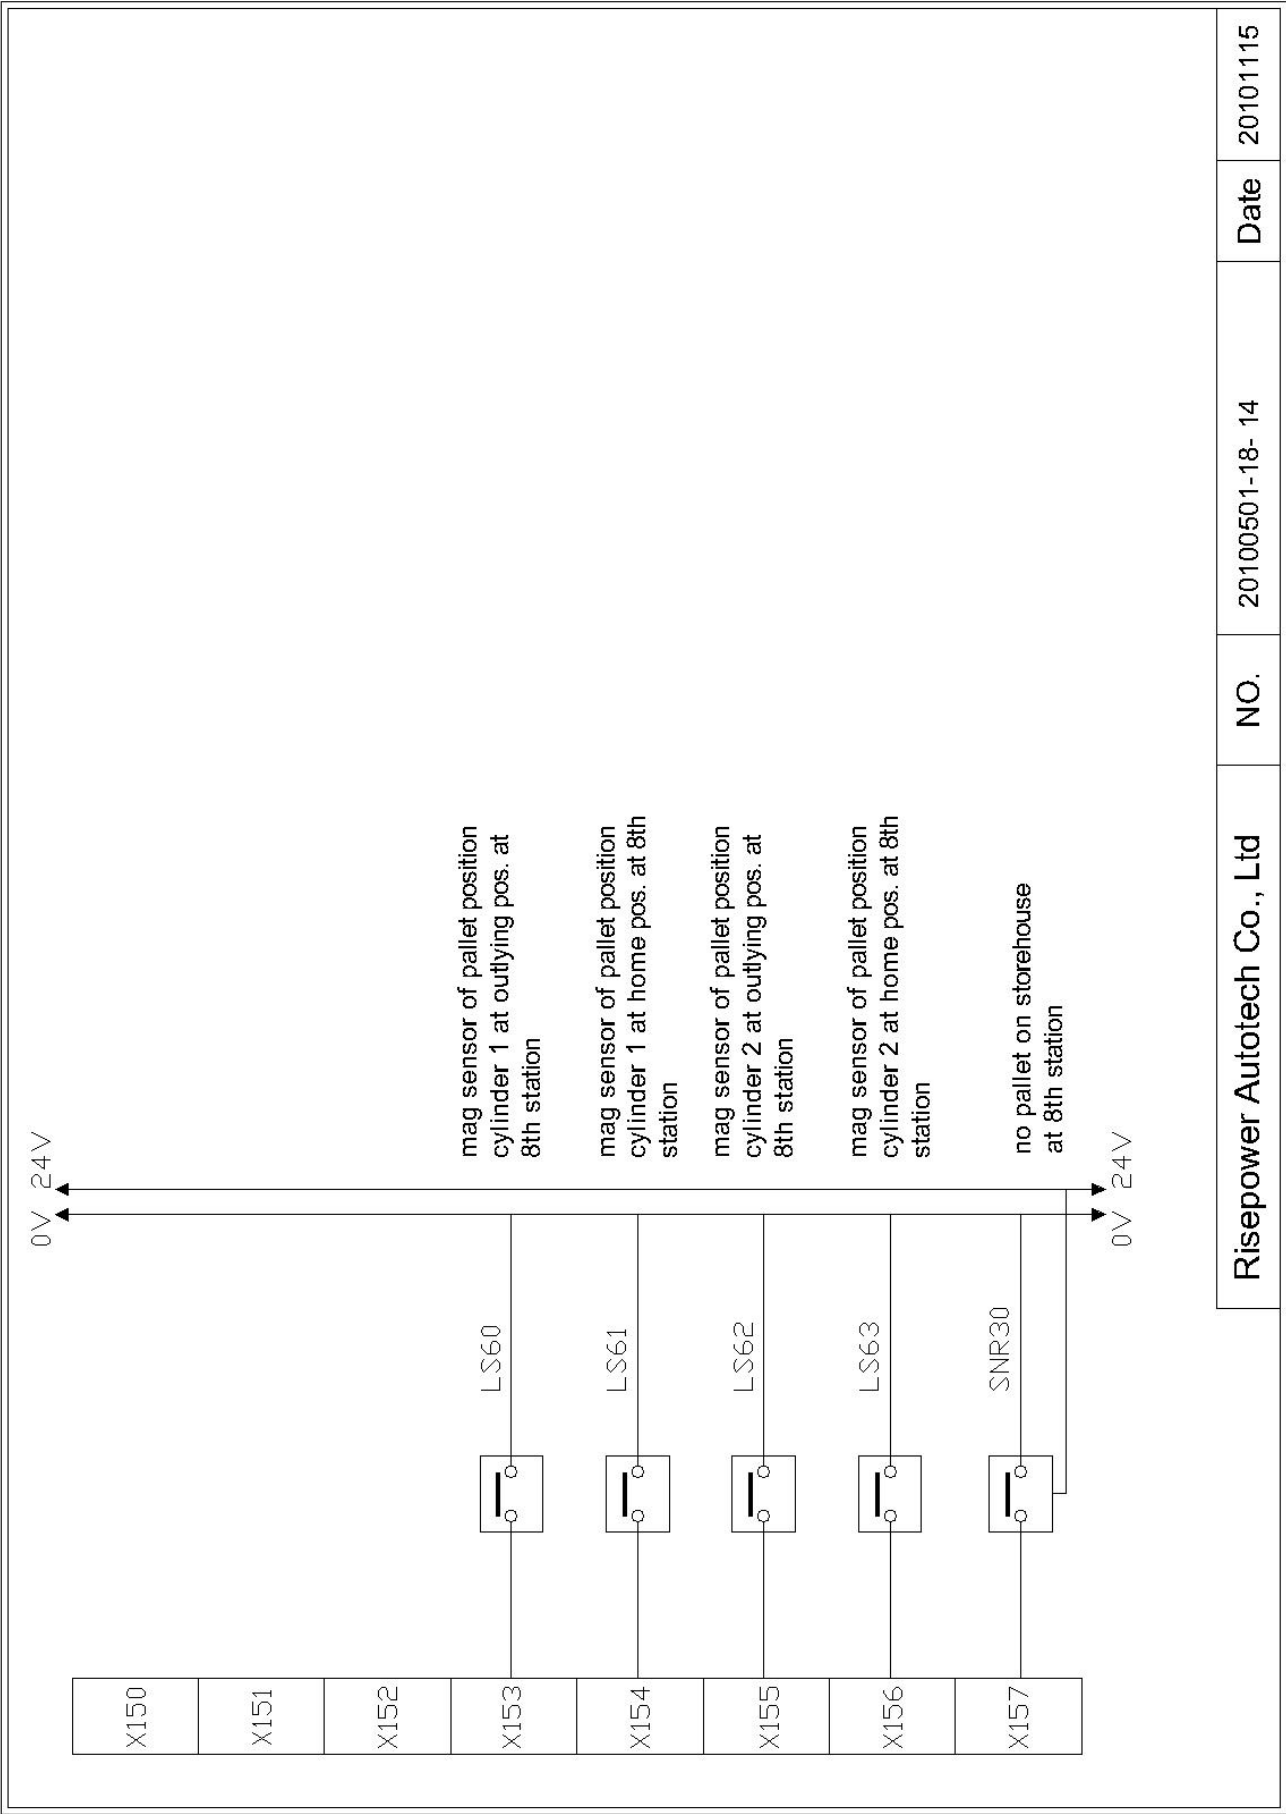 0V 24V
X150
X151
X152
X153
LS60
mag sensor of pallet position
cylinder 1 at outlying pos. at
8th station
X154
LS61
mag sensor of pallet position
cylinder 1 at home pos. at 8th
station
X155
LS62
mag sensor of pallet position
cylinder 2 at outlying pos. at
8th station
X156
LS63
mag sensor of pallet position
cylinder 2 at home pos. at 8th
station
X157
SNR30
no pallet on storehouse
at 8th station
0V 24V
Risepower Autotech Co., Ltd
NO.
20100501-18- 14
Date
20101115